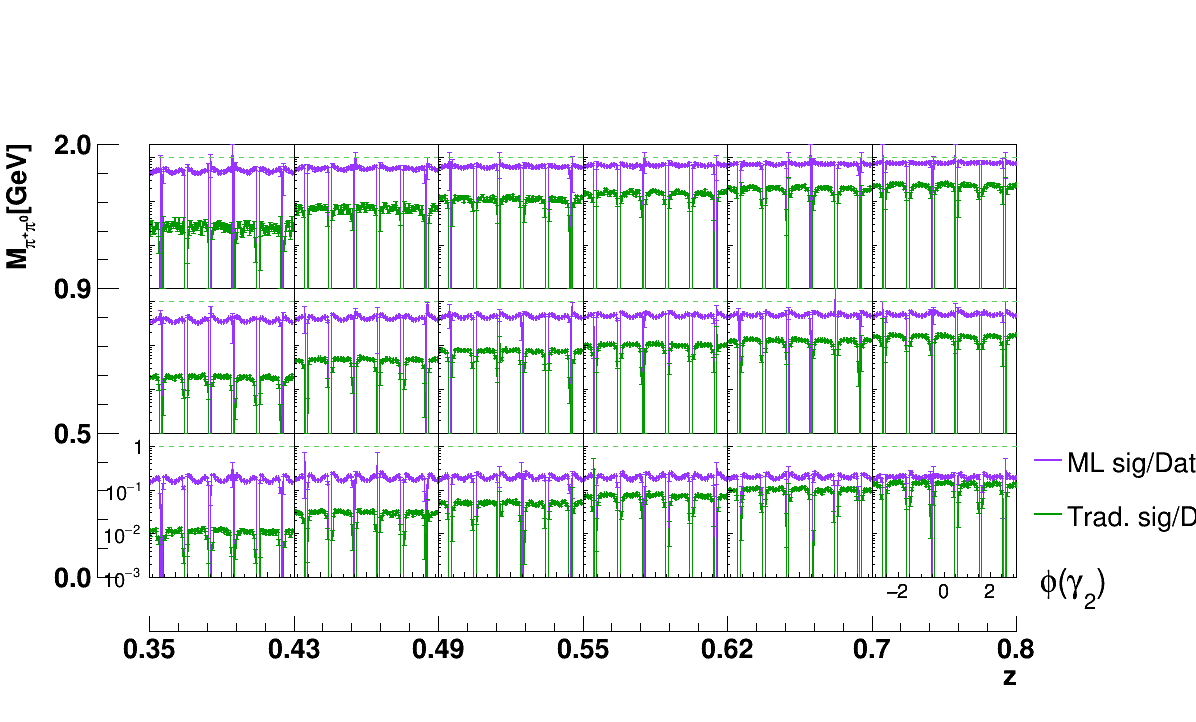 2.0
M π⁺π⁰ [GeV]
0.9
0.5
1
10⁻¹
ML sig/Dat
10⁻²
Trad. sig/D
0.0
10⁻³
−2 0 2
ϕ(γ₂)
0.35 0.43 0.49 0.55 0.62 0.7 0.8
z